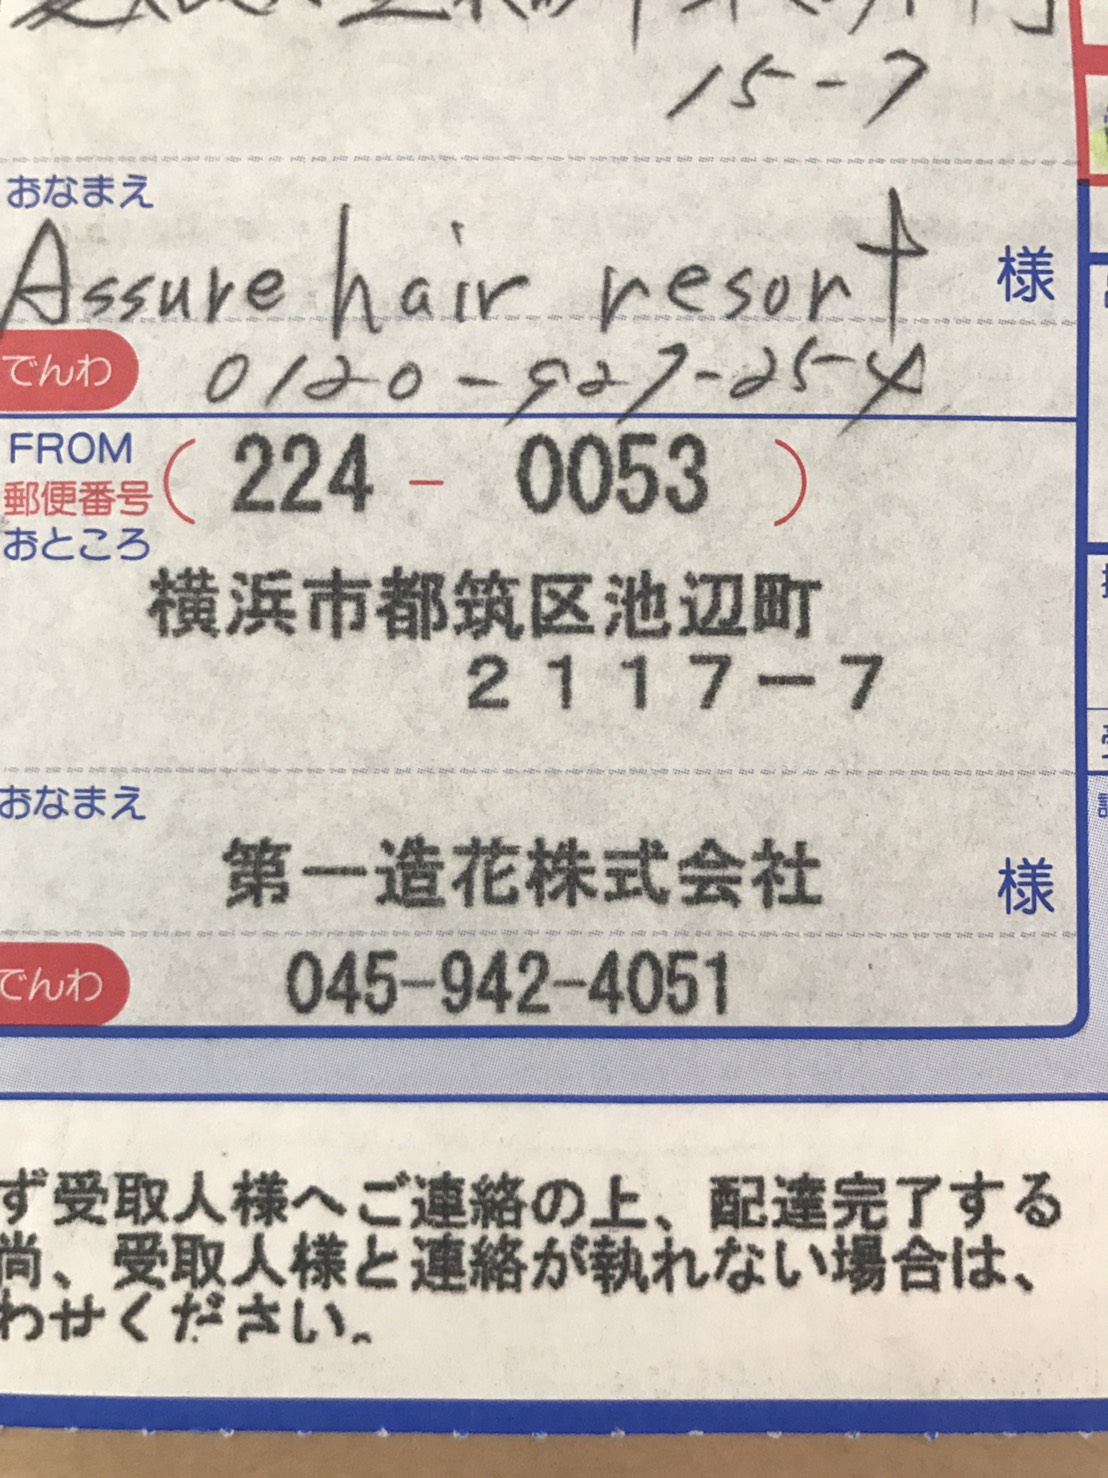 15-7
おなまえ
Assure hair resort 様
でんわ 0120-927-254
FROM
郵便番号 ( 224 - 0053 )
おところ
横浜市都筑区池辺町
2117-7
おなまえ
第一造花株式会社 様
でんわ 045-942-4051
ず受取人様へご連絡の上、配達完了する
尚、受取人様と連絡が執れない場合は、
わせください。